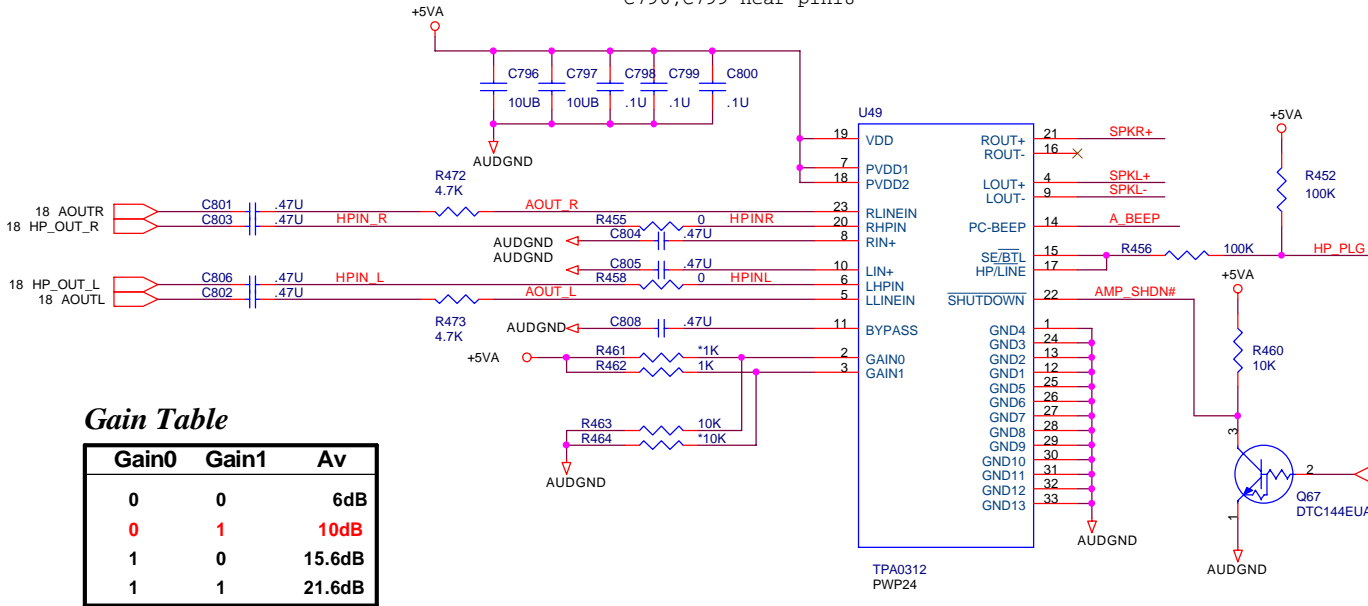 +5VA
C796 C797 C798 C799 C800
10UB 10UB .1U .1U .1U
AUDGND
U49
19 VDD
7 PVDD1
18 PVDD2
23 RLINEIN
20 RHPIN
8 RIN+
10 LIN+
6 LHPIN
5 LLINEIN
11 BYPASS
2 GAIN0
3 GAIN1
ROUT+ 21 SPKR+
ROUT- 16
LOUT+ 4 SPKL+
LOUT- 9 SPKL-
PC-BEEP 14 A_BEEP
SE/BTL 15
HP/LINE 17
SHUTDOWN 22 AMP_SHDN#
GND4 1
GND3 24
GND2 13
GND1 12
GND5 25
GND6 26
GND7 27
GND8 28
GND9 29
GND10 30
GND11 31
GND12 32
GND13 33
TPA0312
PWP24
R472
4.7K
18 AOUTR C801 .47U AOUT_R
18 HP_OUT_R C803 .47U HPIN_R R455 0 HPINR
AUDGND C804 .47U
AUDGND C805 .47U
18 HP_OUT_L C806 .47U HPIN_L R458 0 HPINL
18 AOUTL C802 .47U AOUT_L
R473
4.7K
AUDGND C808 .47U
+5VA R461 *1K
R462 1K
R463 10K
R464 *10K
AUDGND
+5VA
R452
100K
R456 100K HP_PLG
+5VA
R460
10K
3
2
1
Q67
DTC144EUA
AUDGND
AUDGND
Gain Table
Gain0 Gain1 Av
0 0 6dB
0 1 10dB
1 0 15.6dB
1 1 21.6dB